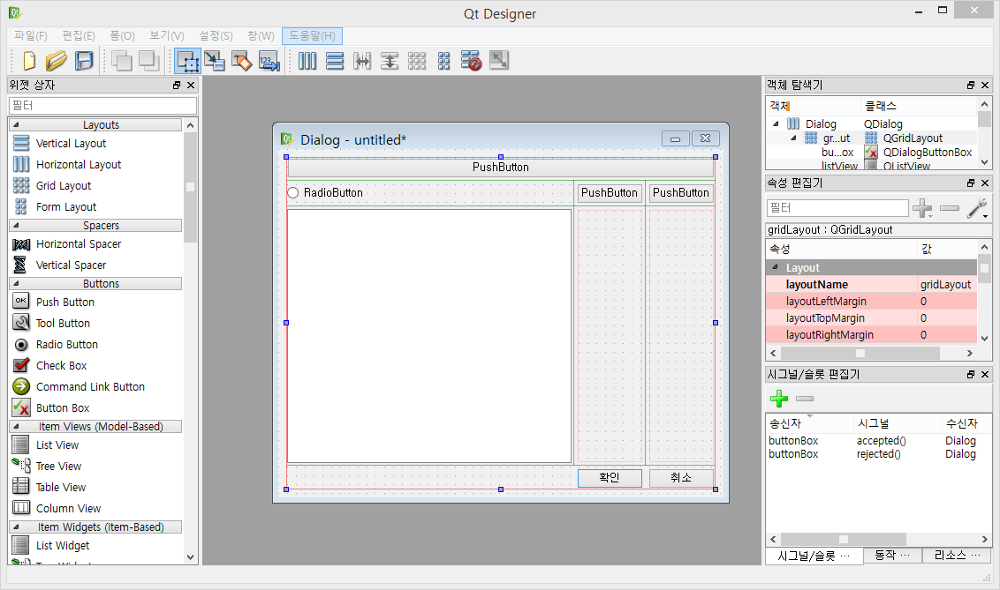 Qt Designer
파일(F) 편집(E) 폼(O) 보기(V) 설정(S) 창(W) 도움말(H)
123
위젯 상자
필터
Layouts
Vertical Layout
Horizontal Layout
Grid Layout
Form Layout
Spacers
Horizontal Spacer
Vertical Spacer
Buttons
OK Push Button
Tool Button
Radio Button
Check Box
Command Link Button
Button Box
Item Views (Model-Based)
List View
Tree View
Table View
Column View
Item Widgets (Item-Based)
List Widget
Dialog - untitled*
PushButton
RadioButton PushButton PushButton
확인 취소
객체 탐색기
객체 클래스
Dialog QDialog
gr...ut QGridLayout
bu...ox QDialogButtonBox
listView QListView
속성 편집기
필터
gridLayout : QGridLayout
속성 값
Layout
layoutName gridLayout
layoutLeftMargin 0
layoutTopMargin 0
layoutRightMargin 0
시그널/슬롯 편집기
송신자 시그널 수신자
buttonBox accepted() Dialog
buttonBox rejected() Dialog
시그널/슬롯 ... 동작 ... 리소스 ...